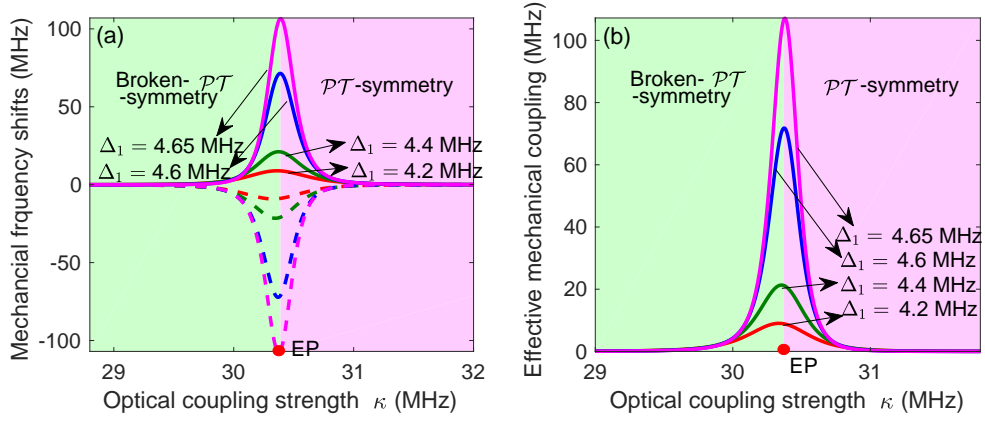 (a)
Mechancial frequency shifts (MHz)
100
50
0
-50
-100
Broken- 𝒫𝒯
-symmetry
𝒫𝒯 -symmetry
Δ₁ = 4.65 MHz
Δ₁ = 4.6 MHz
Δ₁ = 4.4 MHz
Δ₁ = 4.2 MHz
EP
29 30 31 32
Optical coupling strength κ (MHz)
(b)
Effective mechanical coupling (MHz)
100
80
60
40
20
0
Broken- 𝒫𝒯
-symmetry
𝒫𝒯 -symmetry
Δ₁ = 4.65 MHz
Δ₁ = 4.6 MHz
Δ₁ = 4.4 MHz
Δ₁ = 4.2 MHz
EP
29 30 31
Optical coupling strength κ (MHz)